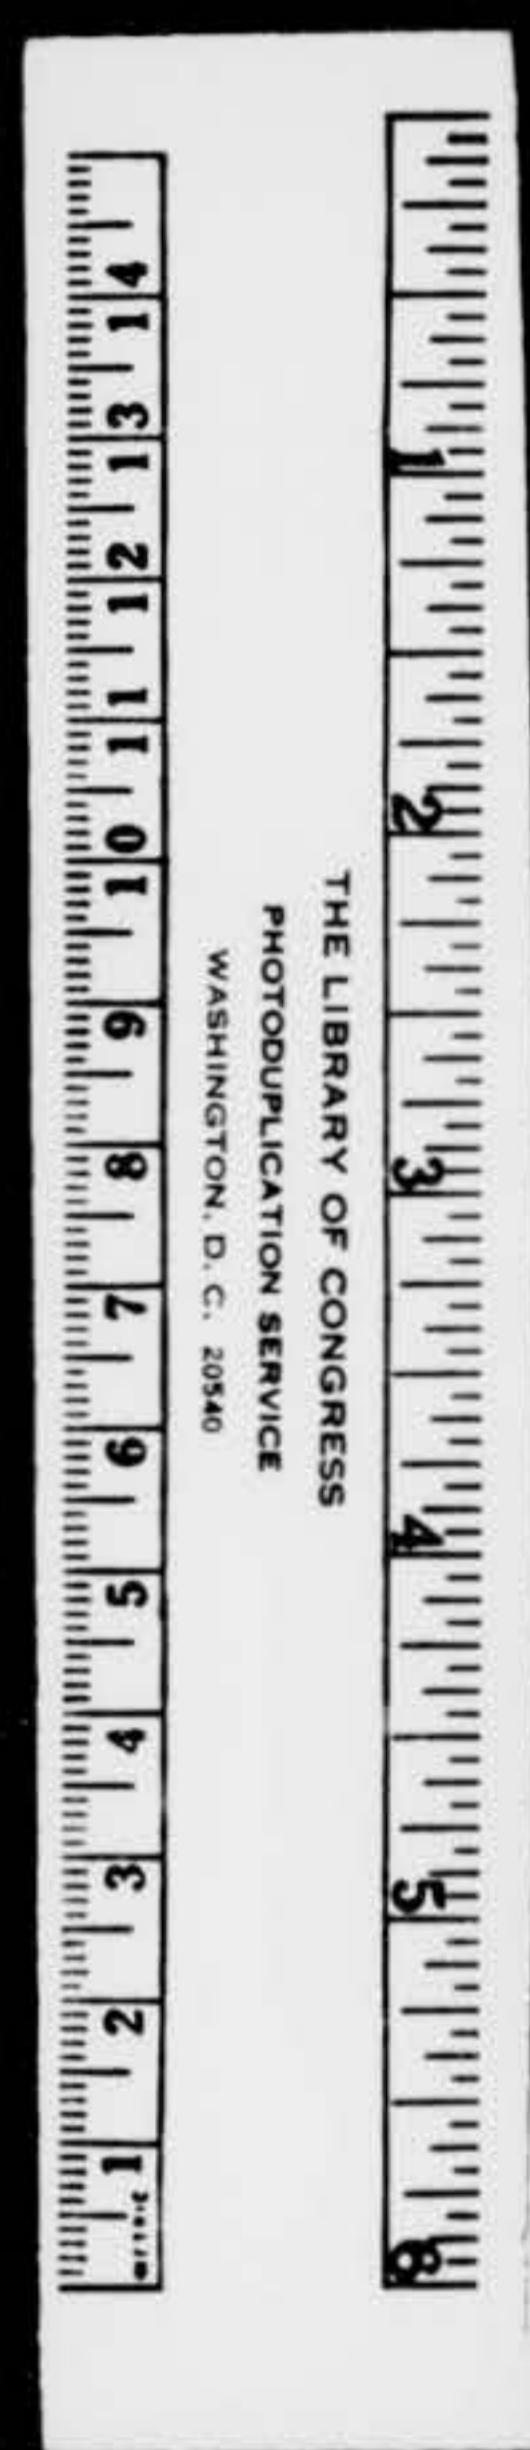 1 2 3 4 5 6
THE LIBRARY OF CONGRESS
PHOTODUPLICATION SERVICE
WASHINGTON, D. C. 20540
METRIC 1 2 3 4 5 6 7 8 9 10 11 12 13 14